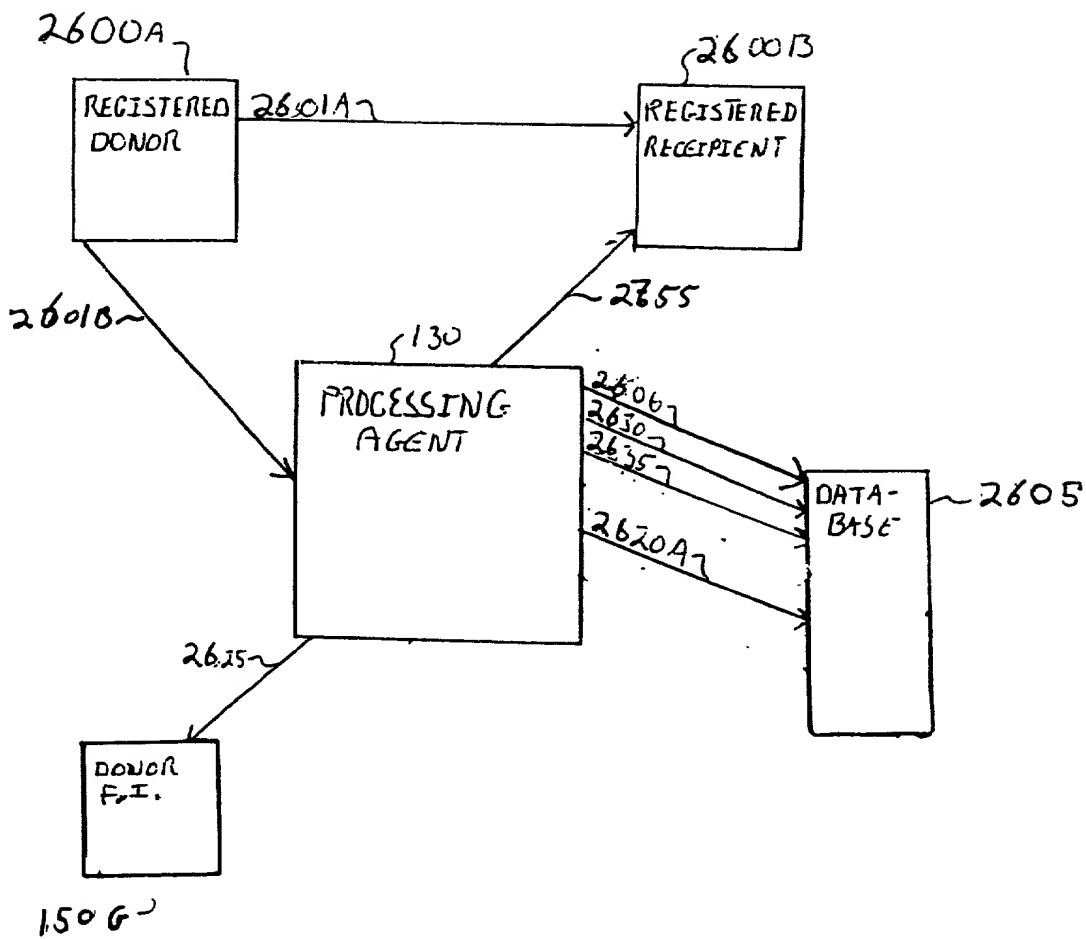 2600A
2600B
REGISTERED
DONOR
2601A
REGISTERED
RECEIPIENT
2601B
2755
130
PROCESSING
AGENT
2606
2630
2635
2620A
DATA-
BASE
2605
2625
DONOR
F.I.
150G